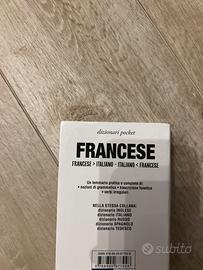 dizionari pocket
FRANCESE
FRANCESE > ITALIANO - ITALIANO < FRANCESE
Un lemmario pratico e completo di:
• nozioni di grammatica • trascrizione fonetica
• verbi irregolari
NELLA STESSA COLLANA:
dizionario INGLESE
dizionario ITALIANO
dizionario RUSSO
dizionario SPAGNOLO
dizionario TEDESCO
subito